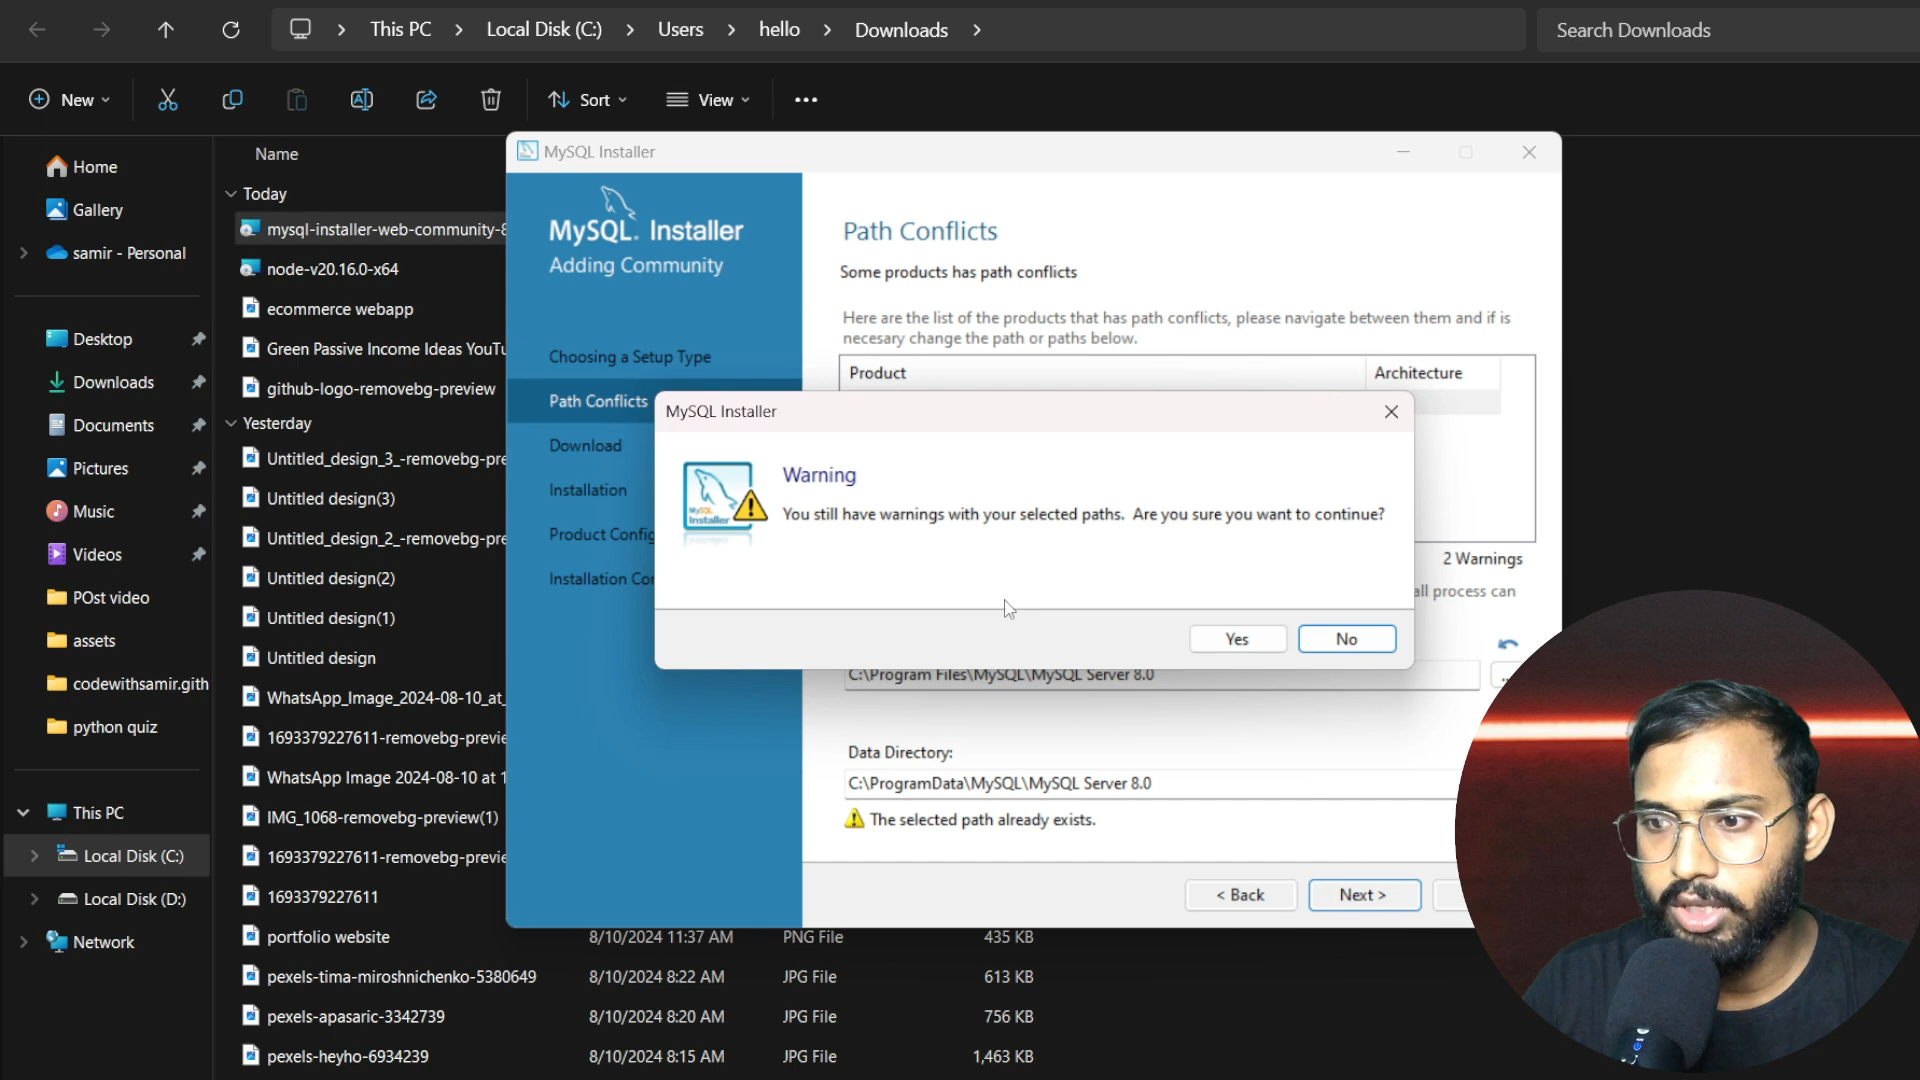 This PC
Local Disk (C:)
Users
hello
Downloads
Search Downloads
New
Sort
View
Home
Gallery
samir - Personal
Desktop
Downloads
Documents
Pictures
Music
Videos
POst video
assets
codewithsamir.gith
python quiz
This PC
Local Disk (C:)
Local Disk (D:)
Network
Name
Today
mysql-installer-web-community-8
node-v20.16.0-x64
ecommerce webapp
Green Passive Income Ideas YouTu
github-logo-removebg-preview
Yesterday
Untitled_design_3_-removebg-pre
Untitled design(3)
Untitled_design_2_-removebg-pre
Untitled design(2)
Untitled design(1)
Untitled design
WhatsApp_Image_2024-08-10_at_
1693379227611-removebg-previe
WhatsApp Image 2024-08-10 at 1
IMG_1068-removebg-preview(1)
1693379227611-removebg-previe
1693379227611
portfolio website 8/10/2024 11:37 AM PNG File 435 KB
pexels-tima-miroshnichenko-5380649 8/10/2024 8:22 AM JPG File 613 KB
pexels-apasaric-3342739 8/10/2024 8:20 AM JPG File 756 KB
pexels-heyho-6934239 8/10/2024 8:15 AM JPG File 1,463 KB
MySQL Installer
MySQL. Installer
Adding Community
Choosing a Setup Type
Path Conflicts
Download
Installation
Product Config
Installation Co
Path Conflicts
Some products has path conflicts
Here are the list of the products that has path conflicts, please navigate between them and if is
necesary change the path or paths below.
Product Architecture
2 Warnings
all process can
C:\Program Files\MySQL\MySQL Server 8.0
...
Data Directory:
C:\ProgramData\MySQL\MySQL Server 8.0
The selected path already exists.
< Back
Next >
MySQL Installer
MySQL
Installer
Warning
You still have warnings with your selected paths. Are you sure you want to continue?
Yes
No